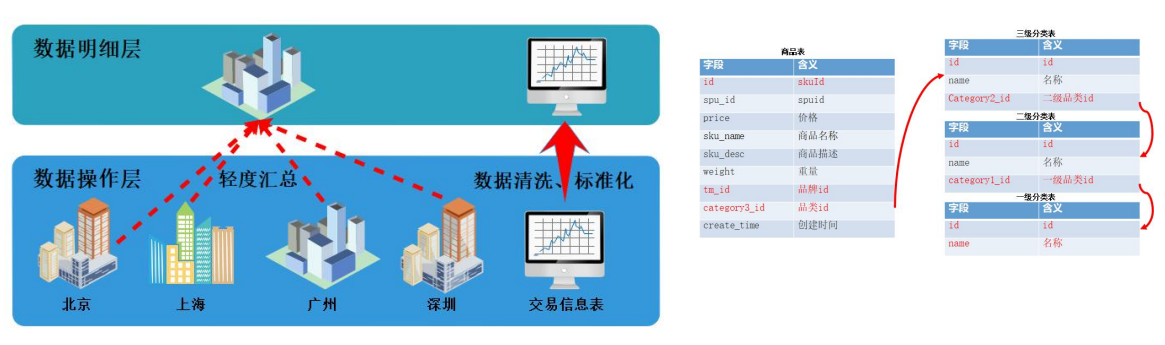 数据明细层
数据操作层
轻度汇总
数据清洗、标准化
北京
上海
广州
深圳
交易信息表
商品表
字段 含义
id skuId
spu_id spuid
price 价格
sku_name 商品名称
sku_desc 商品描述
weight 重量
tm_id 品牌id
category3_id 品类id
create_time 创建时间
三级分类表
字段 含义
id id
name 名称
Category2_id 二级品类id
二级分类表
字段 含义
id id
name 名称
category1_id 一级品类id
一级分类表
字段 含义
id id
name 名称